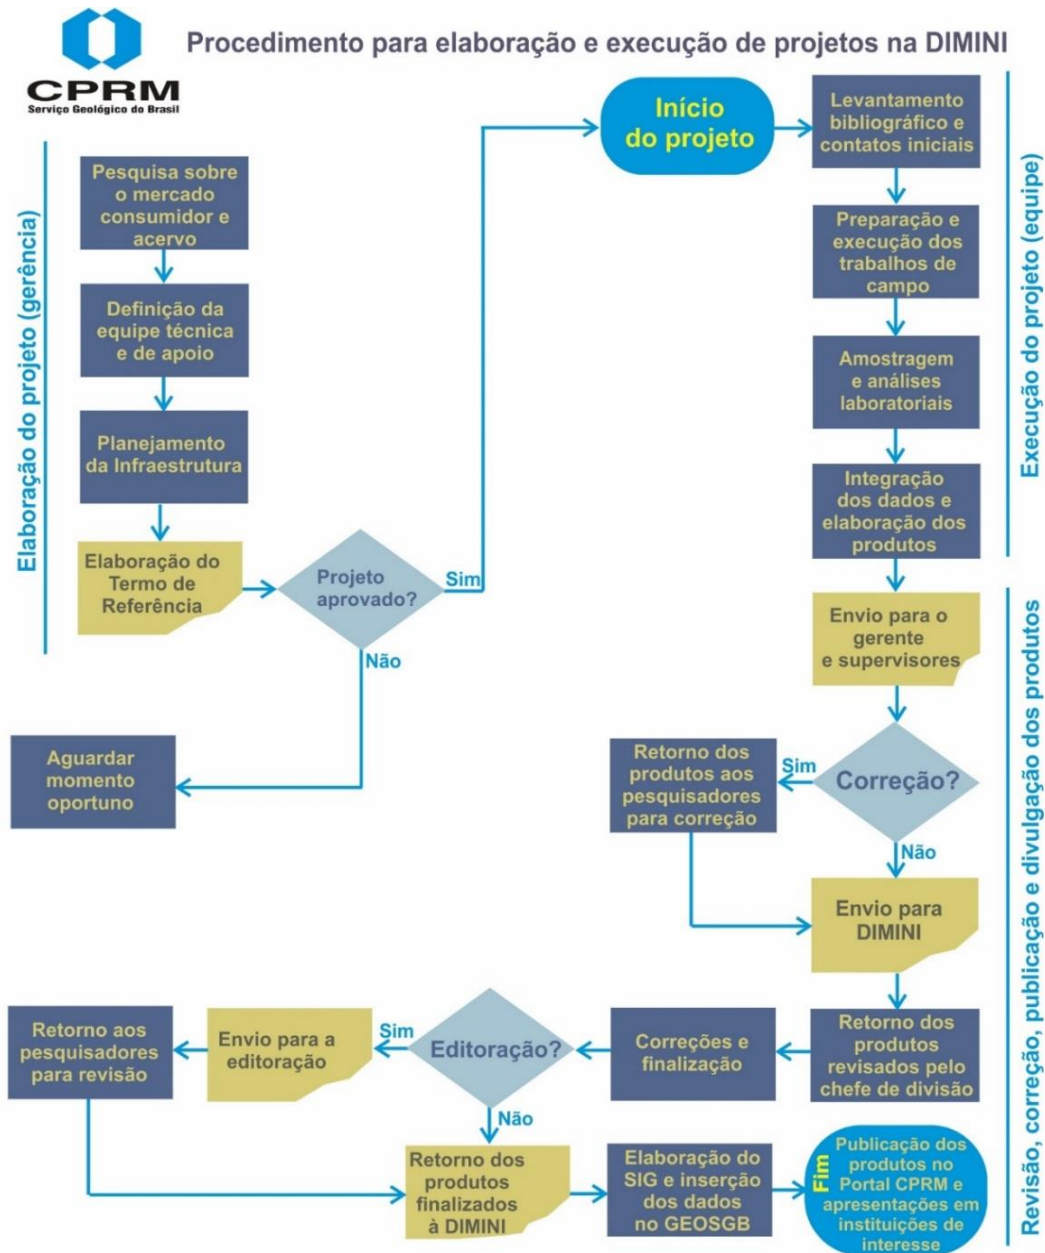 Procedimento para elaboração e execução de projetos na DIMINI
CPRM
Serviço Geológico do Brasil
Elaboração do projeto (gerência)
Pesquisa sobre
o mercado
consumidor e
acervo
Definição da
equipe técnica
e de apoio
Planejamento
da Infraestrutura
Elaboração do
Termo de
Referência
Projeto
aprovado?
Sim
Não
Aguardar
momento
oportuno
Início
do projeto
Execução do projeto (equipe)
Levantamento
bibliográfico e
contatos iniciais
Preparação e
execução dos
trabalhos de
campo
Amostragem
e análises
laboratoriais
Integração
dos dados e
elaboração dos
produtos
Revisão, correção, publicação e divulgação dos produtos
Envio para o
gerente
e supervisores
Correção?
Sim
Retorno dos
produtos aos
pesquisadores
para correção
Não
Envio para
DIMINI
Retorno dos
produtos
revisados pelo
chefe de divisão
Correções e
finalização
Editoração?
Sim
Envio para a
editoração
Retorno aos
pesquisadores
para revisão
Não
Retorno dos
produtos
finalizados
à DIMINI
Elaboração do
SIG e inserção
dos dados
no GEOSGB
Fim
Publicação dos
produtos no
Portal CPRM e
apresentações em
instituições de
interesse